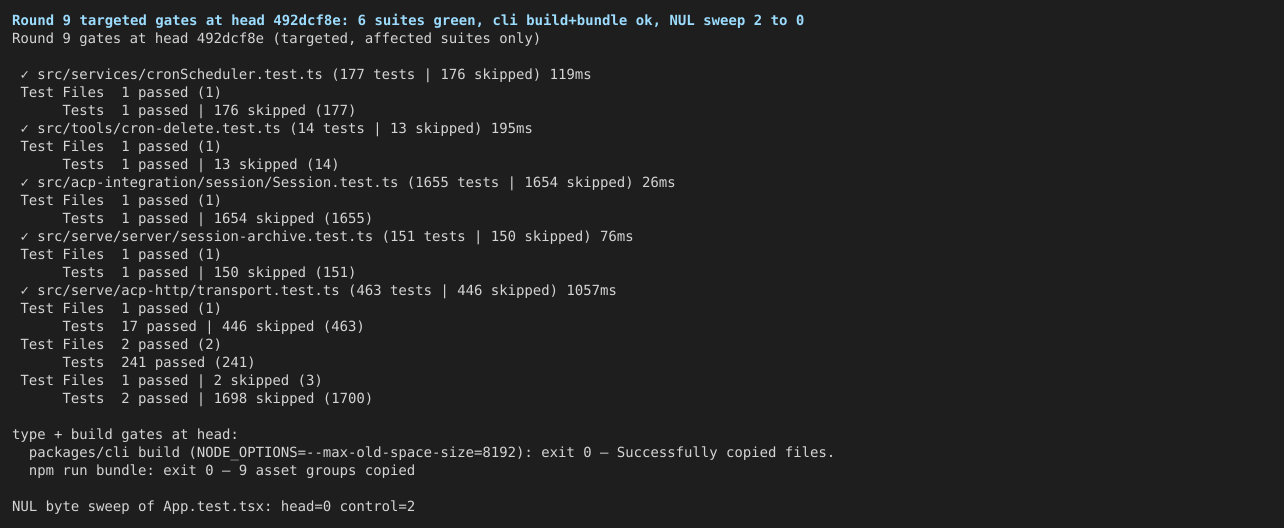 Round 9 targeted gates at head 492dcf8e: 6 suites green, cli build+bundle ok, NUL sweep 2 to 0
Round 9 gates at head 492dcf8e (targeted, affected suites only)
✓ src/services/cronScheduler.test.ts (177 tests | 176 skipped) 119ms
Test Files  1 passed (1)
Tests  1 passed | 176 skipped (177)
✓ src/tools/cron-delete.test.ts (14 tests | 13 skipped) 195ms
Test Files  1 passed (1)
Tests  1 passed | 13 skipped (14)
✓ src/acp-integration/session/Session.test.ts (1655 tests | 1654 skipped) 26ms
Test Files  1 passed (1)
Tests  1 passed | 1654 skipped (1655)
✓ src/serve/server/session-archive.test.ts (151 tests | 150 skipped) 76ms
Test Files  1 passed (1)
Tests  1 passed | 150 skipped (151)
✓ src/serve/acp-http/transport.test.ts (463 tests | 446 skipped) 1057ms
Test Files  1 passed (1)
Tests  17 passed | 446 skipped (463)
Test Files  2 passed (2)
Tests  241 passed (241)
Test Files  1 passed | 2 skipped (3)
Tests  2 passed | 1698 skipped (1700)
type + build gates at head:
packages/cli build (NODE_OPTIONS=--max-old-space-size=8192): exit 0 — Successfully copied files.
npm run bundle: exit 0 — 9 asset groups copied
NUL byte sweep of App.test.tsx: head=0 control=2